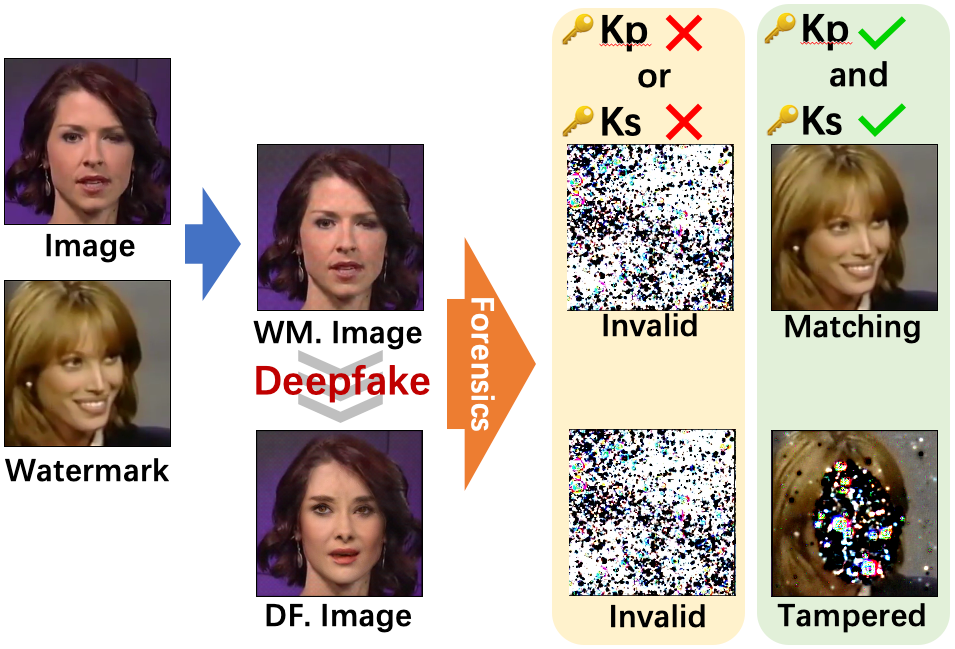 Image
Watermark
WM. Image
Deepfake
DF. Image
Forensics
Kp
or
Ks
Invalid
Invalid
Kp
and
Ks
Matching
Tampered